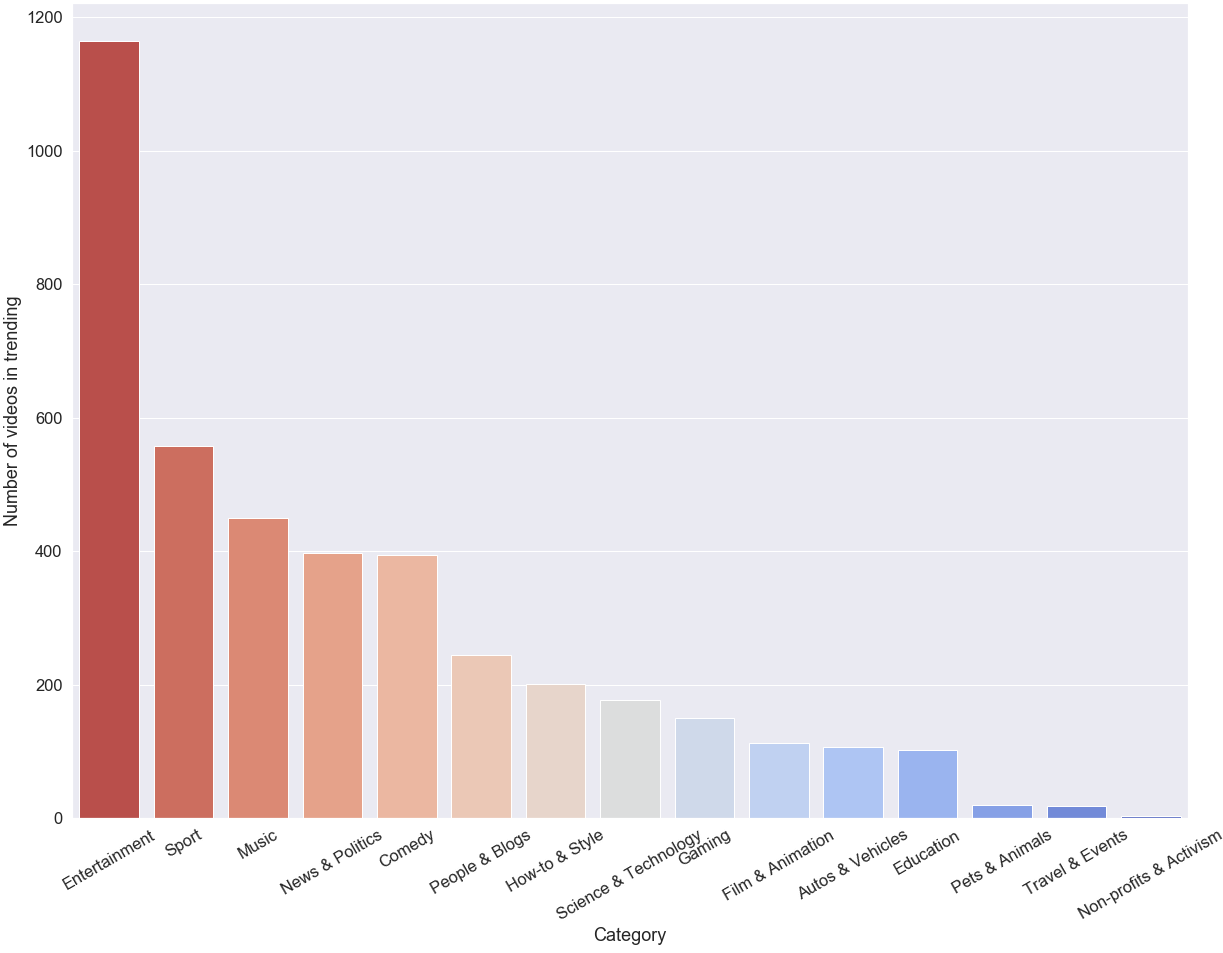 1200
1000
800
600
400
200
0
Number of videos in trending
Entertainment
Sport
Music
News & Politics
Comedy
People & Blogs
How-to & Style
Science & Technology
Gaming
Film & Animation
Autos & Vehicles
Education
Pets & Animals
Travel & Events
Non-profits & Activism
Category